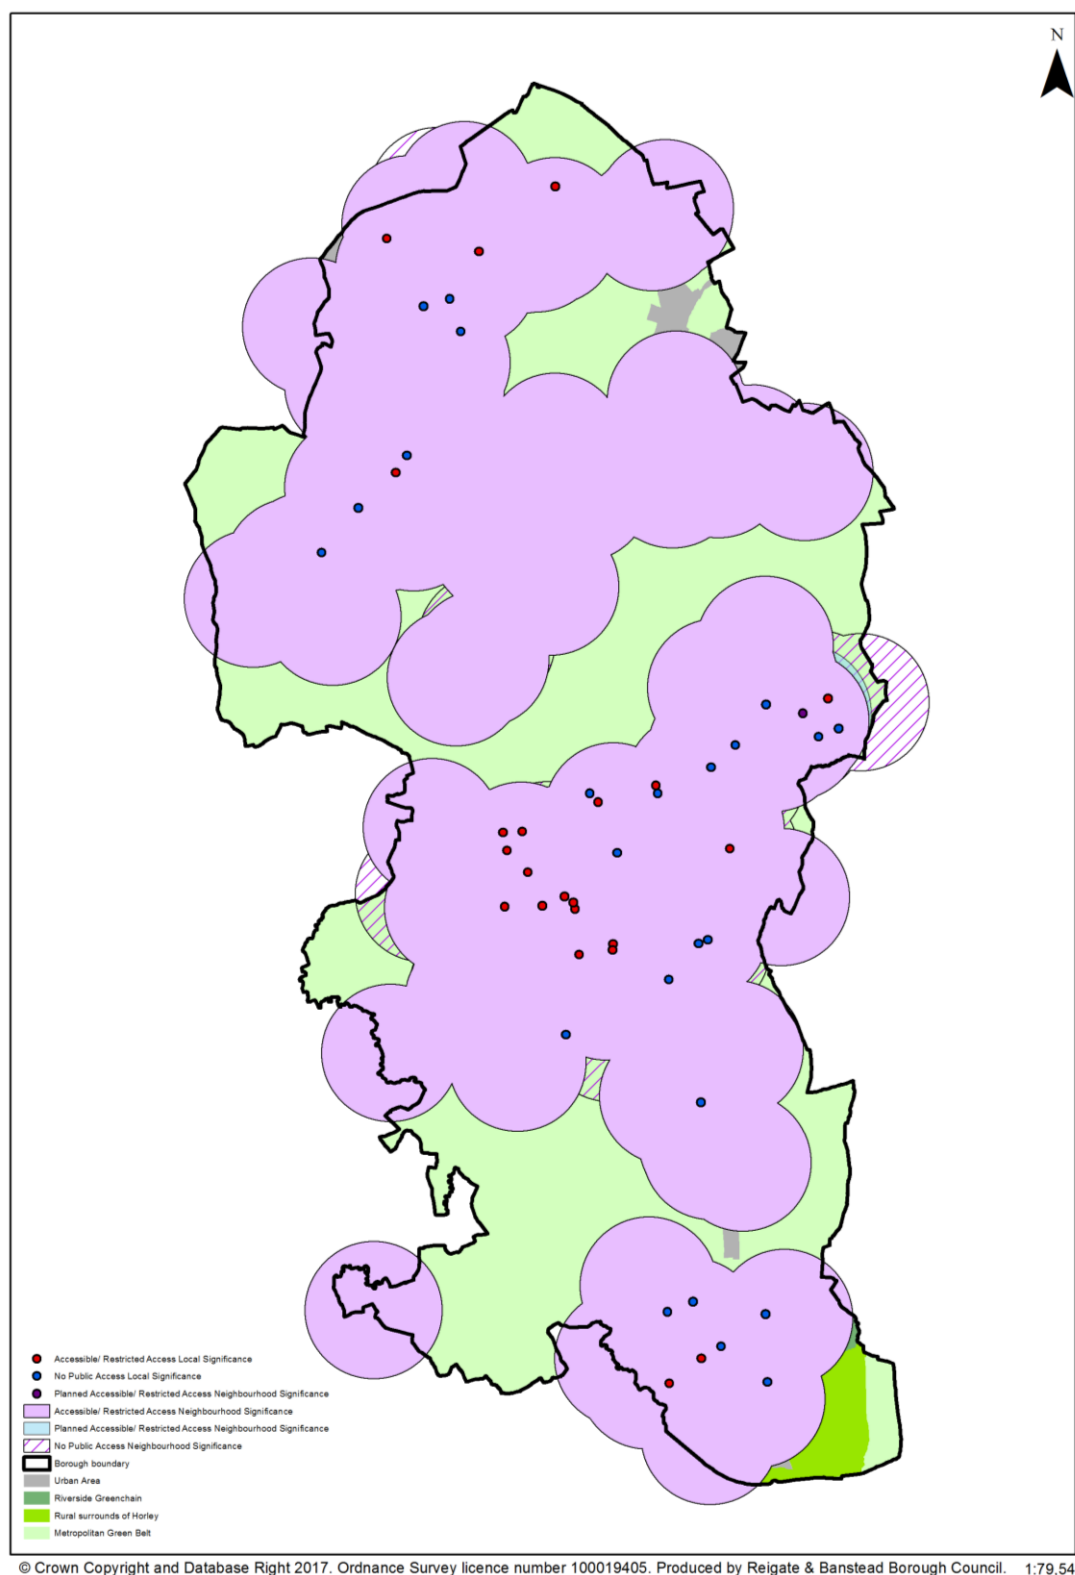 N
Accessible/ Restricted Access Local Significance
No Public Access Local Significance
Planned Accessible/ Restricted Access Neighbourhood Significance
Accessible/ Restricted Access Neighbourhood Significance
Planned Accessible/ Restricted Access Neighbourhood Significance
No Public Access Neighbourhood Significance
Borough boundary
Urban Area
Riverside Greenchain
Rural surrounds of Horley
Metropolitan Green Belt
© Crown Copyright and Database Right 2017. Ordnance Survey licence number 100019405. Produced by Reigate & Banstead Borough Council. 1:79,54